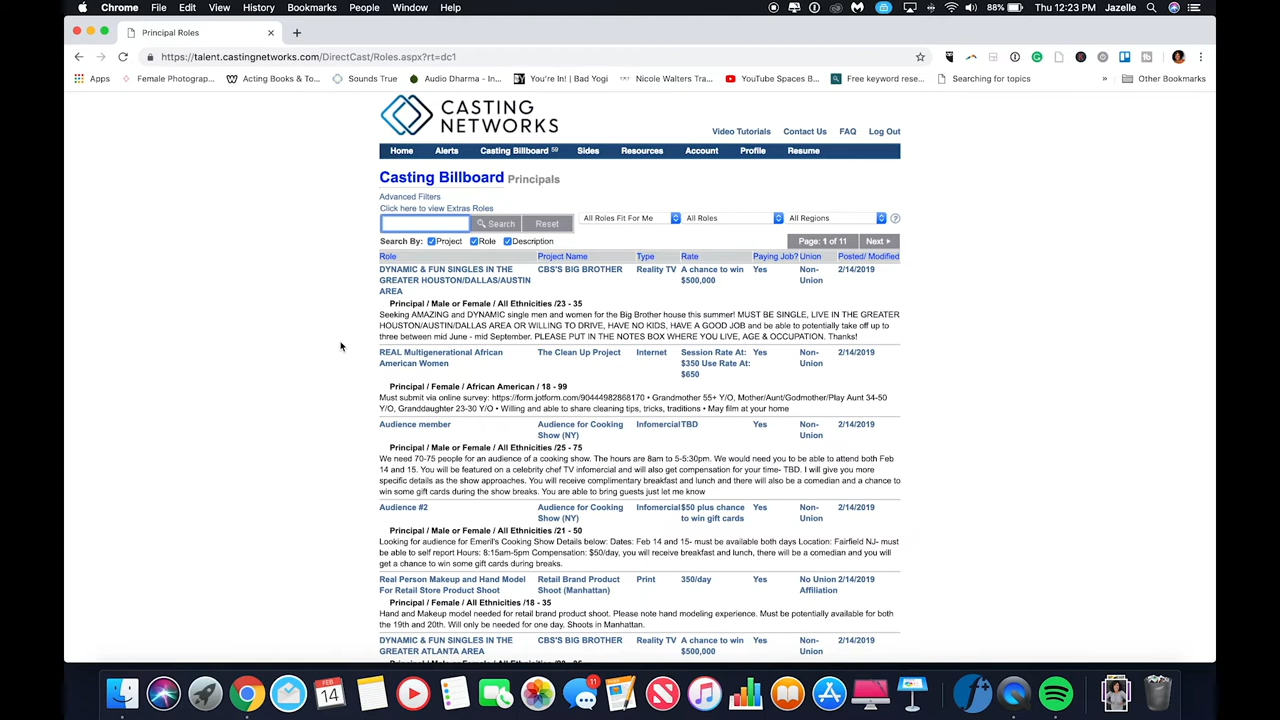 Chrome File Edit View History Bookmarks People Window Help 88% Thu 12:23 PM Jazelle
Principal Roles
https://talent.castingnetworks.com/DirectCast/Roles.aspx?rt=dc1
Apps Female Photograp... Acting Books & To... Sounds True Audio Dharma - In... You're In! | Bad Yogi Nicole Walters Tra... YouTube Spaces B... Free keyword rese... Searching for topics » Other Bookmarks
CASTING
NETWORKS
Video Tutorials Contact Us FAQ Log Out
Home Alerts Casting Billboard 59 Sides Resources Account Profile Resume
Casting Billboard Principals
Advanced Filters
Click here to view Extras Roles
Search Reset All Roles Fit For Me All Roles All Regions ?
Search By: Project Role Description Page: 1 of 11 Next
Role Project Name Type Rate Paying Job? Union Posted/ Modified
DYNAMIC & FUN SINGLES IN THE CBS'S BIG BROTHER Reality TV A chance to win Yes Non- 2/14/2019
GREATER HOUSTON/DALLAS/AUSTIN $500,000 Union
AREA
Principal / Male or Female / All Ethnicities /23 - 35
Seeking AMAZING and DYNAMIC single men and women for the Big Brother house this summer! MUST BE SINGLE, LIVE IN THE GREATER
HOUSTON/AUSTIN/DALLAS AREA OR WILLING TO DRIVE, HAVE NO KIDS, HAVE A GOOD JOB and be able to potentially take off up to
three between mid June - mid September. PLEASE PUT IN THE NOTES BOX WHERE YOU LIVE, AGE & OCCUPATION. Thanks!
REAL Multigenerational African The Clean Up Project Internet Session Rate At: Yes Non- 2/14/2019
American Women $350 Use Rate At: Union
$650
Principal / Female / African American / 18 - 99
Must submit via online survey: https://form.jotform.com/90444982868170 • Grandmother 55+ Y/O, Mother/Aunt/Godmother/Play Aunt 34-50
Y/O, Granddaughter 23-30 Y/O • Willing and able to share cleaning tips, tricks, traditions • May film at your home
Audience member Audience for Cooking Infomercial TBD Yes Non- 2/14/2019
Show (NY) Union
Principal / Male or Female / All Ethnicities /25 - 75
We need 70-75 people for an audience of a cooking show. The hours are 8am to 5-5:30pm. We would need you to be able to attend both Feb
14 and 15. You will be featured on a celebrity chef TV infomercial and will also get compensation for your time- TBD. I will give you more
specific details as the show approaches. You will receive complimentary breakfast and lunch and there will also be a comedian and a chance to
win some gift cards during the show breaks. You are able to bring guests just let me know
Audience #2 Audience for Cooking Infomercial $50 plus chance Yes Non- 2/14/2019
Show (NY) to win gift cards Union
Principal / Male or Female / All Ethnicities /21 - 50
Looking for audience for Emeril's Cooking Show Details below: Dates: Feb 14 and 15- must be available both days Location: Fairfield NJ- must
be able to self report Hours: 8:15am-5pm Compensation: $50/day, you will receive breakfast and lunch, there will be a comedian and you will
get a chance to win some gift cards during the breaks.
Real Person Makeup and Hand Model Retail Brand Product Print 350/day Yes No Union 2/14/2019
For Retail Store Product Shoot Shoot (Manhattan) Affiliation
Principal / Female / All Ethnicities /18 - 35
Hand and Makeup model needed for retail brand product shoot. Please note hand modeling experience. Must be potentially available for both
the 19th and 20th. Will only be needed for one day. Shoots in Manhattan.
DYNAMIC & FUN SINGLES IN THE CBS'S BIG BROTHER Reality TV A chance to win Yes Non- 2/14/2019
GREATER ATLANTA AREA $500,000 Union
FEB
14
11